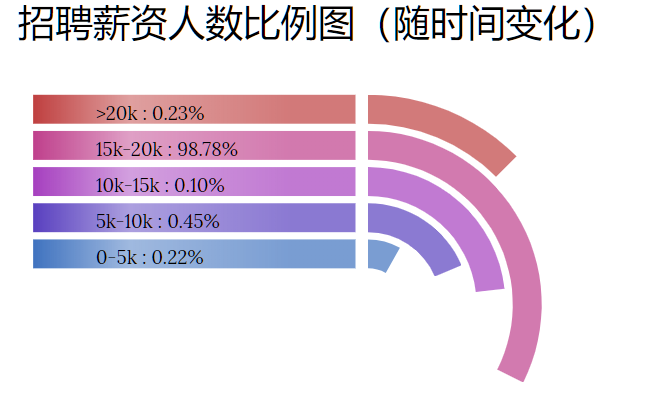 招聘薪资人数比例图（随时间变化）
>20k : 0.23%
15k-20k : 98.78%
10k-15k : 0.10%
5k-10k : 0.45%
0-5k : 0.22%